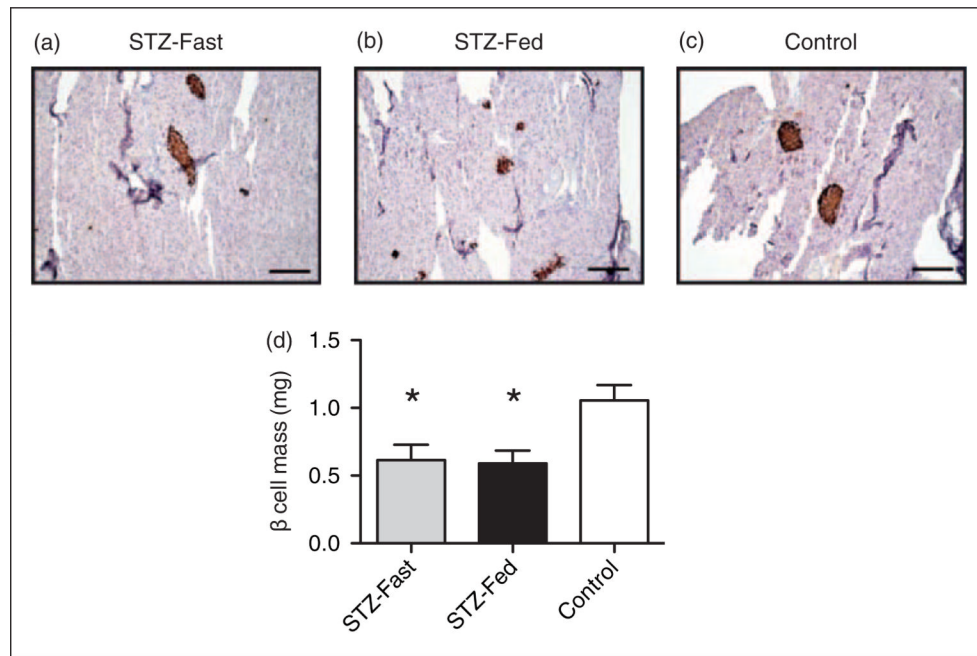 (a) STZ-Fast
(b) STZ-Fed
(c) Control
(d)
β cell mass (mg)
1.5
1.0
0.5
0.0
* *
STZ-Fast
STZ-Fed
Control